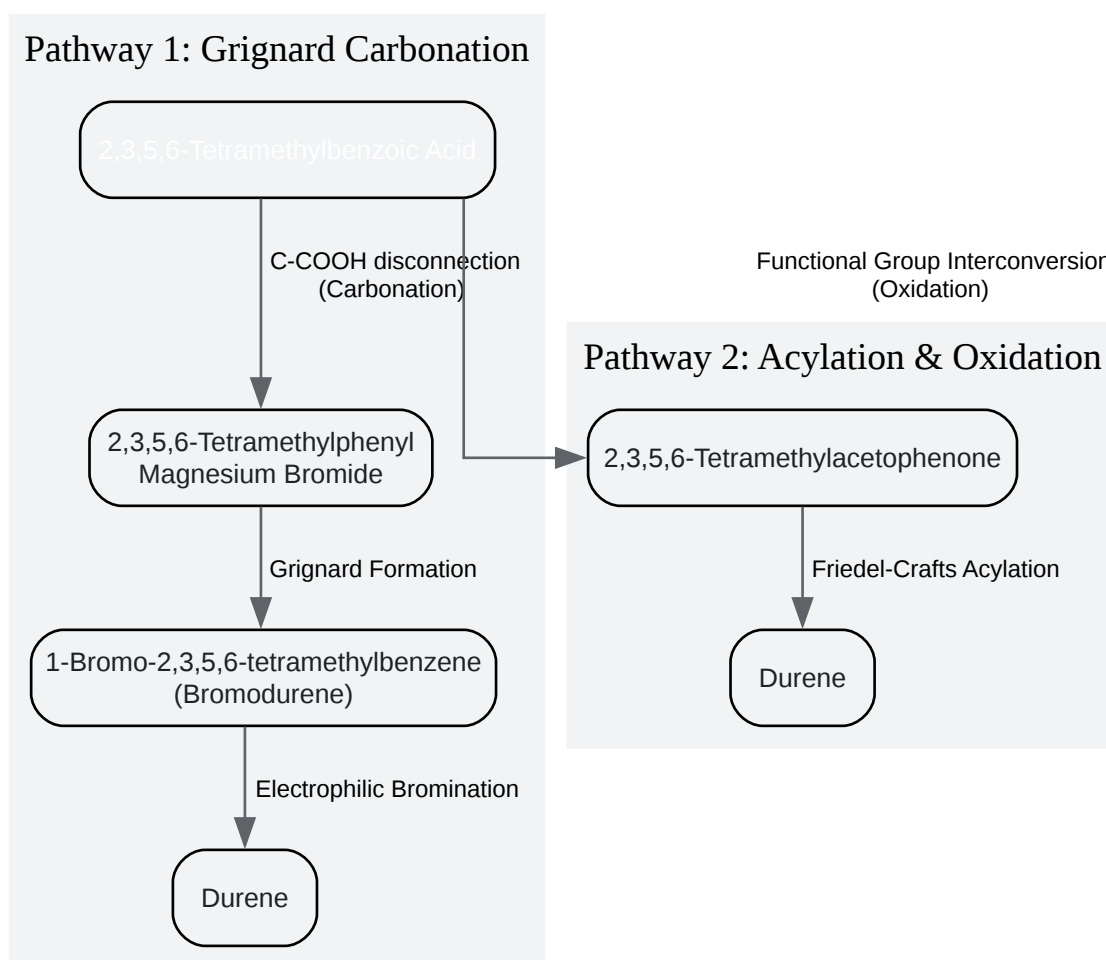 Pathway 1: Grignard Carbonation
2,3,5,6-Tetramethylbenzoic Acid
C-COOH disconnection
(Carbonation)
Functional Group Interconversion
(Oxidation)
Pathway 2: Acylation & Oxidation
2,3,5,6-Tetramethylphenyl
Magnesium Bromide
2,3,5,6-Tetramethylacetophenone
Grignard Formation
Friedel-Crafts Acylation
1-Bromo-2,3,5,6-tetramethylbenzene
(Bromodurene)
Durene
Electrophilic Bromination
Durene